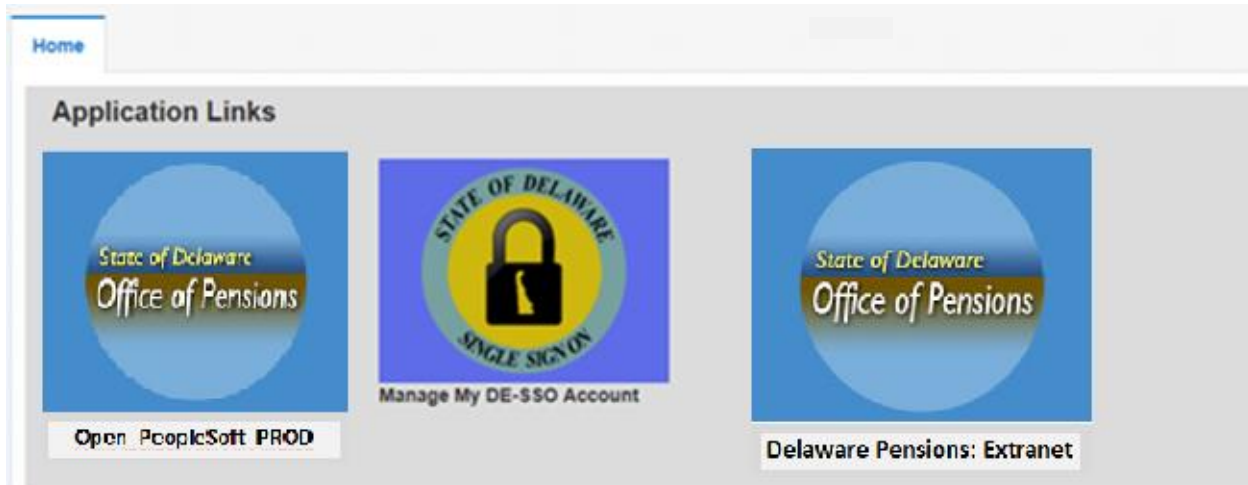 Home
Application Links
State of Delaware
Office of Pensions
Open PeopleSoft PROD
STATE OF DELAWARE
SINGLE SIGN ON
Manage My DE-SSO Account
State of Delaware
Office of Pensions
Delaware Pensions: Extranet